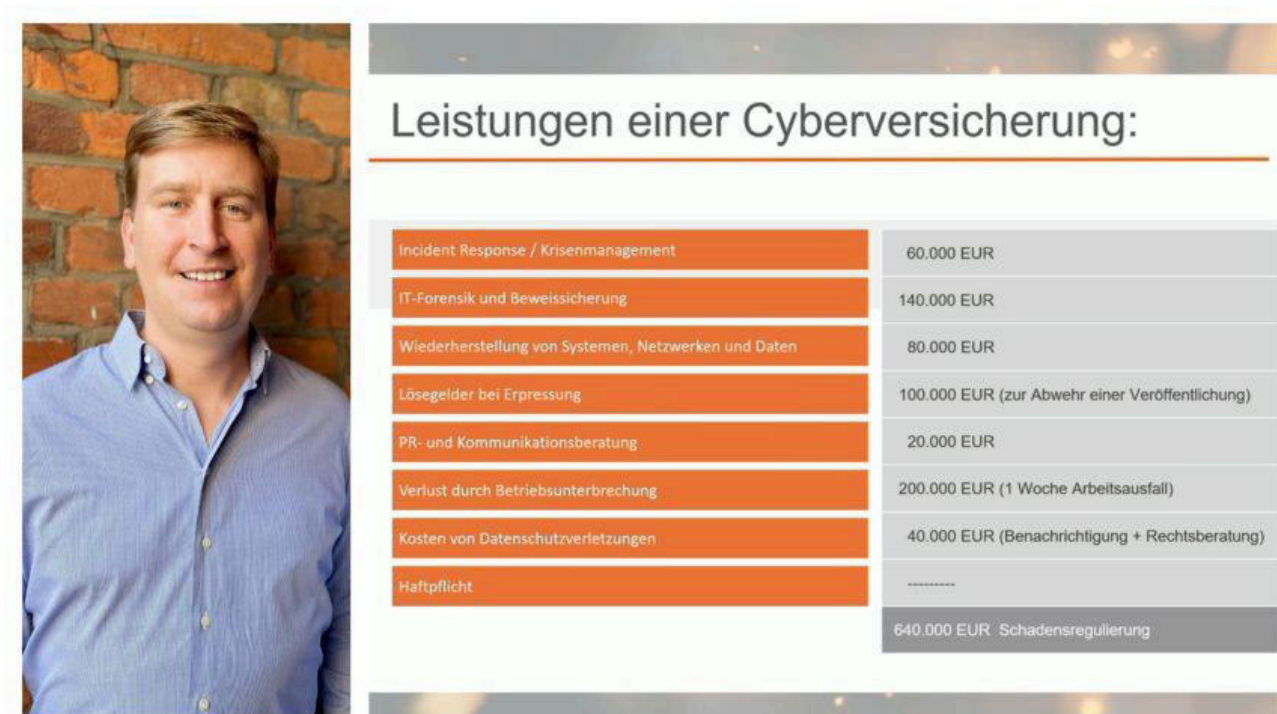 Leistungen einer Cyberversicherung:
Incident Response / Krisenmanagement 60.000 EUR
IT-Forensik und Beweissicherung 140.000 EUR
Wiederherstellung von Systemen, Netzwerken und Daten 80.000 EUR
Lösegelder bei Erpressung 100.000 EUR (zur Abwehr einer Veröffentlichung)
PR- und Kommunikationsberatung 20.000 EUR
Verlust durch Betriebsunterbrechung 200.000 EUR (1 Woche Arbeitsausfall)
Kosten von Datenschutzverletzungen 40.000 EUR (Benachrichtigung + Rechtsberatung)
Haftpflicht ---------
640.000 EUR Schadensregulierung